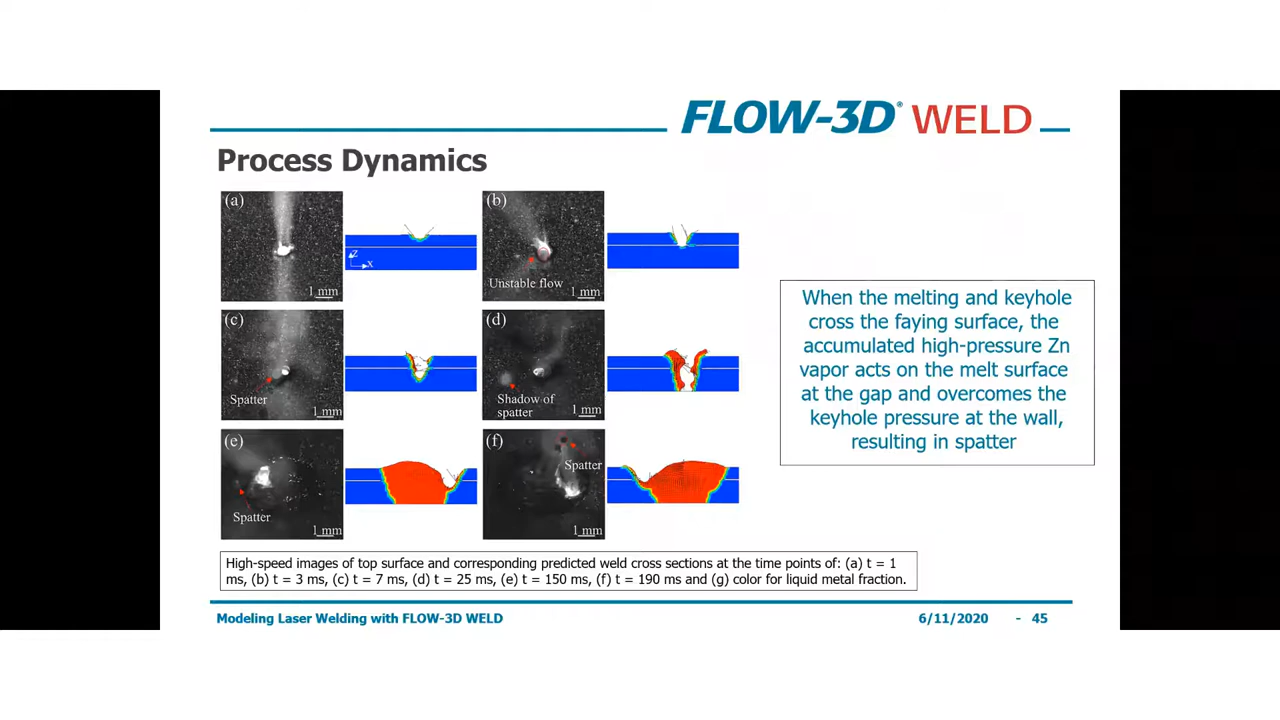 FLOW-3D® WELD
Process Dynamics
(a)
1 mm
z
x
(b)
Unstable flow
1 mm
(c)
Spatter
1 mm
(d)
Shadow of
spatter
1 mm
(e)
Spatter
1 mm
(f)
Spatter
1 mm
When the melting and keyhole
cross the faying surface, the
accumulated high-pressure Zn
vapor acts on the melt surface
at the gap and overcomes the
keyhole pressure at the wall,
resulting in spatter
High-speed images of top surface and corresponding predicted weld cross sections at the time points of: (a) t = 1
ms, (b) t = 3 ms, (c) t = 7 ms, (d) t = 25 ms, (e) t = 150 ms, (f) t = 190 ms and (g) color for liquid metal fraction.
Modeling Laser Welding with FLOW-3D WELD
6/11/2020 - 45